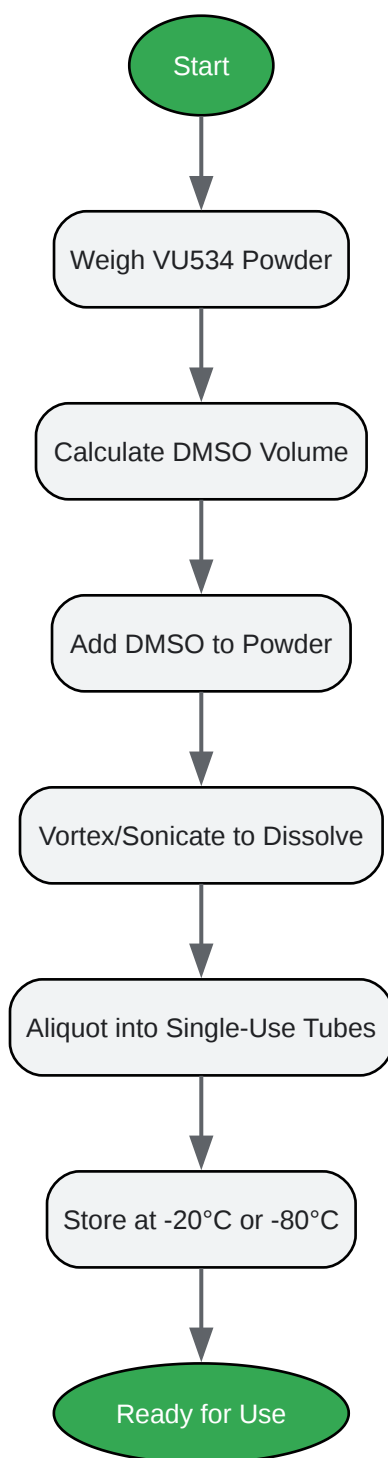 Start
Weigh VU534 Powder
Calculate DMSO Volume
Add DMSO to Powder
Vortex/Sonicate to Dissolve
Aliquot into Single-Use Tubes
Store at -20°C or -80°C
Ready for Use